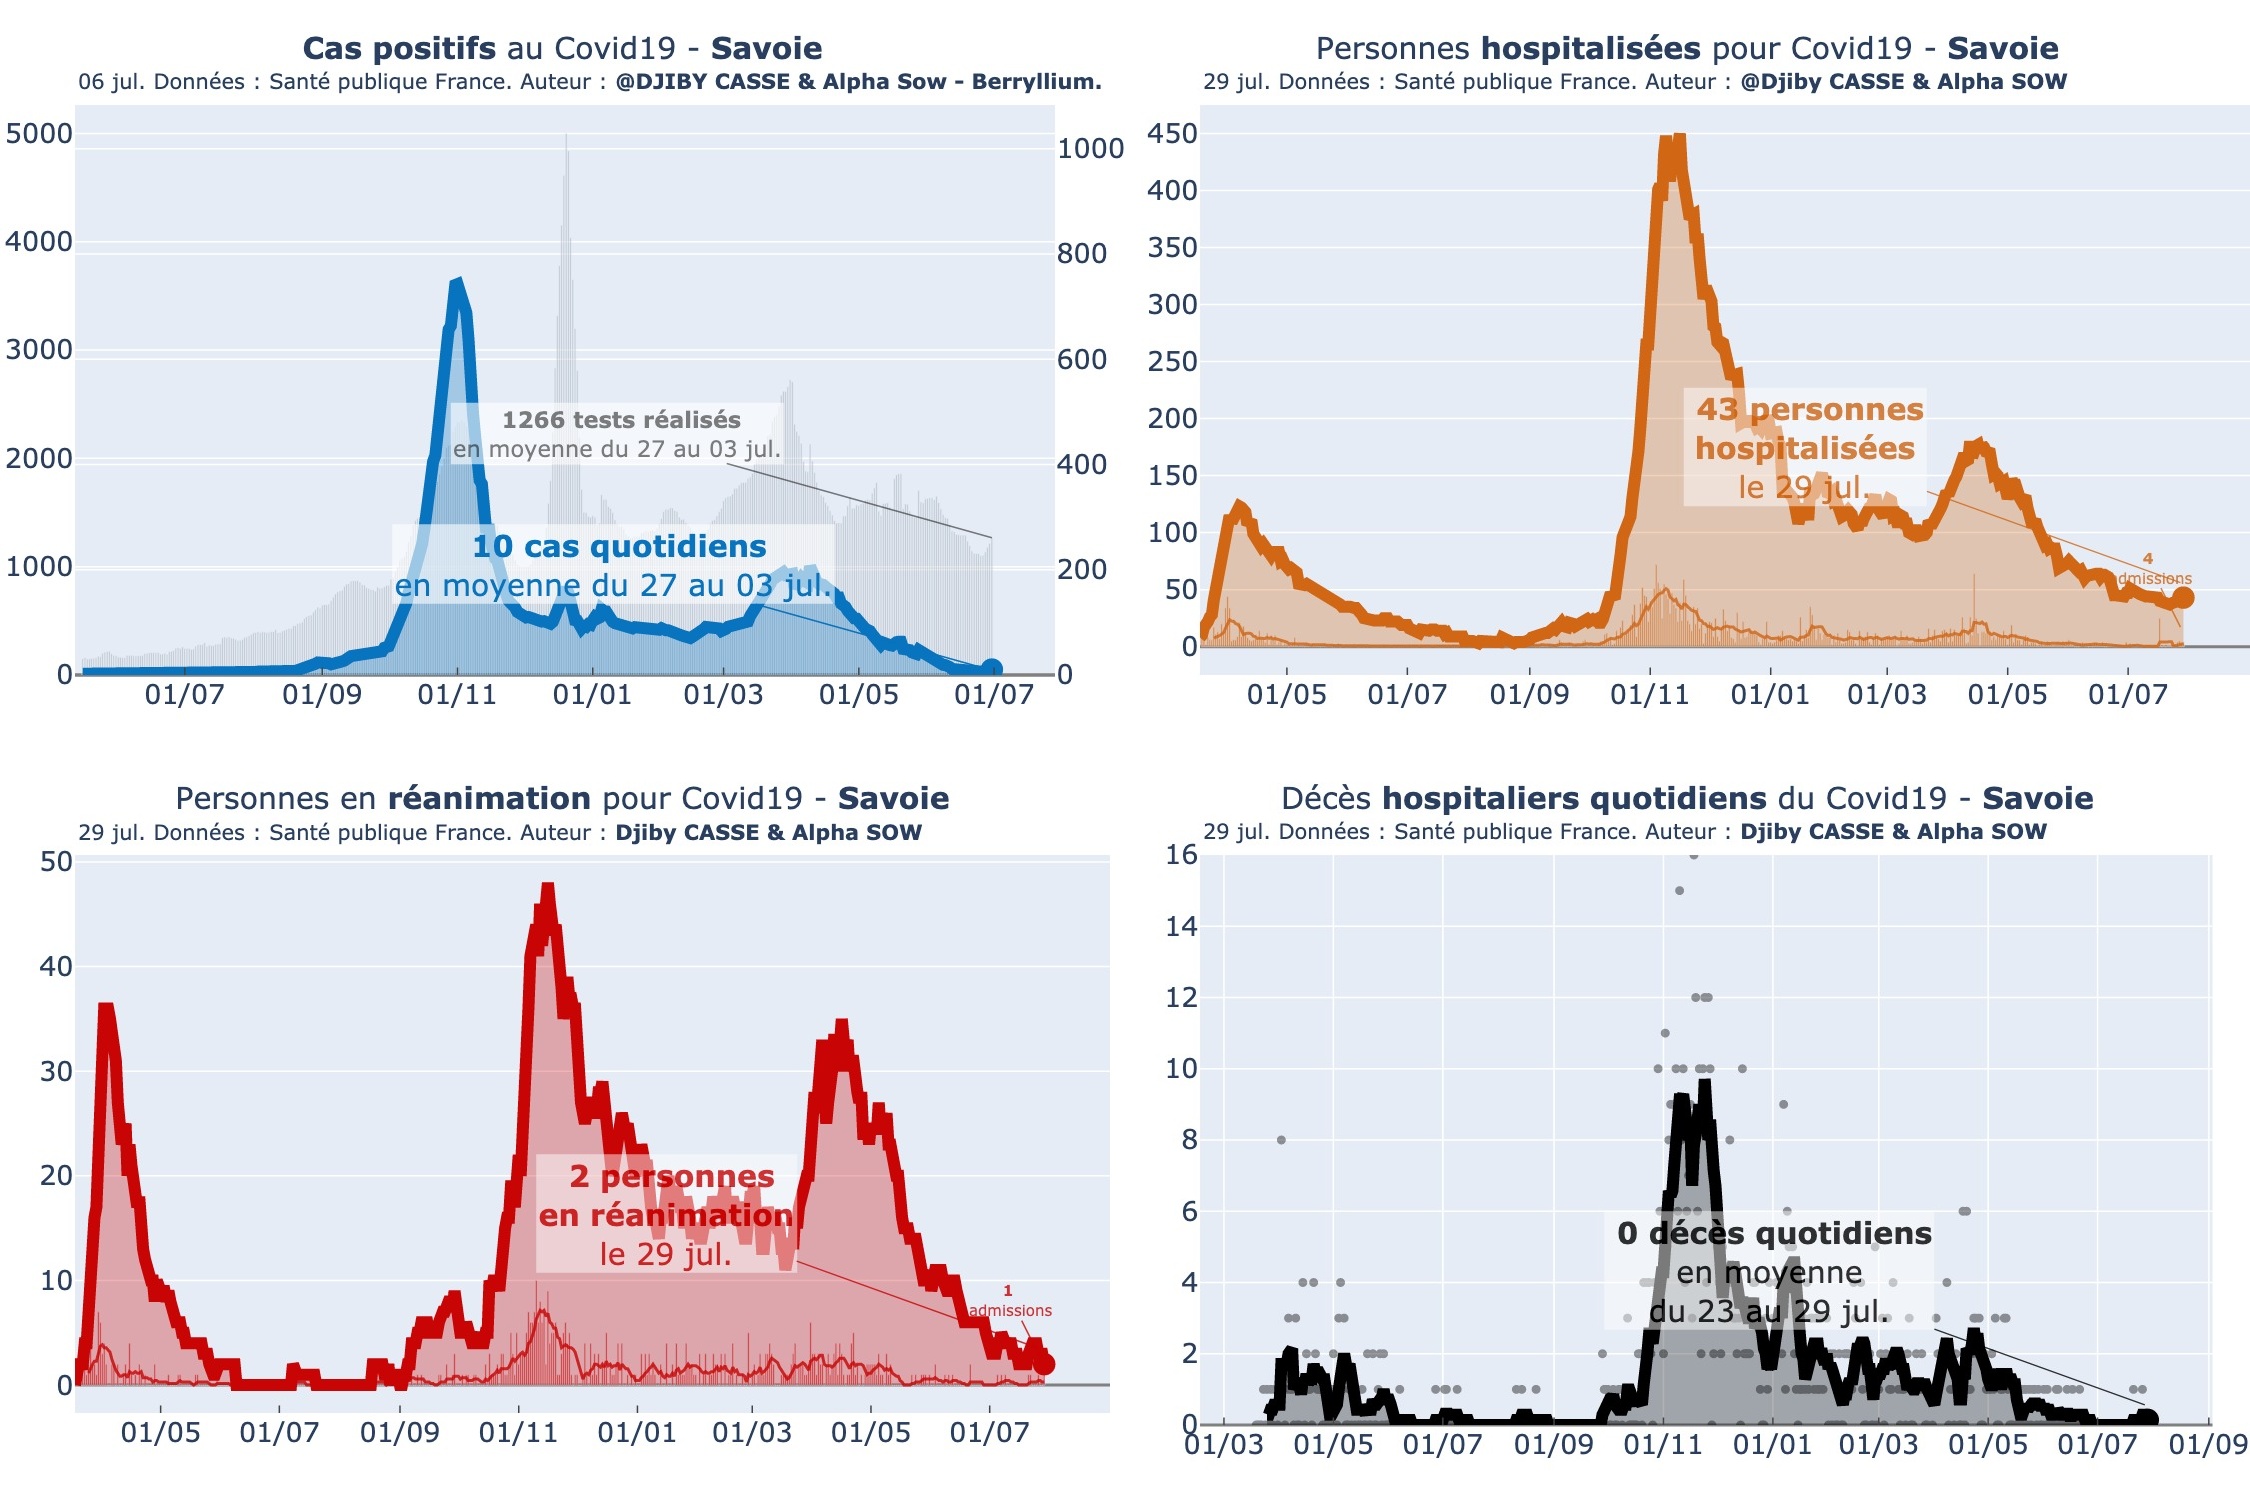 Cas positifs au Covid19 - Savoie
06 jul. Données : Santé publique France. Auteur : @DJIBY CASSE & Alpha Sow - Berryllium.
5000
4000
3000
2000
1000
0
1000
800
600
400
200
0
1266 tests réalisés
en moyenne du 27 au 03 jul.
10 cas quotidiens
en moyenne du 27 au 03 jul.
01/07 01/09 01/11 01/01 01/03 01/05 01/07
Personnes hospitalisées pour Covid19 - Savoie
29 jul. Données : Santé publique France. Auteur : @Djiby CASSE & Alpha SOW
450
400
350
300
250
200
150
100
50
0
43 personnes
hospitalisées
le 29 jul.
4
admissions
01/05 01/07 01/09 01/11 01/01 01/03 01/05 01/07
Personnes en réanimation pour Covid19 - Savoie
29 jul. Données : Santé publique France. Auteur : Djiby CASSE & Alpha SOW
50
40
30
20
10
0
2 personnes
en réanimation
le 29 jul.
1
admissions
01/05 01/07 01/09 01/11 01/01 01/03 01/05 01/07
Décès hospitaliers quotidiens du Covid19 - Savoie
29 jul. Données : Santé publique France. Auteur : Djiby CASSE & Alpha SOW
16
14
12
10
8
6
4
2
0
0 décès quotidiens
en moyenne
du 23 au 29 jul.
01/03 01/05 01/07 01/09 01/11 01/01 01/03 01/05 01/07 01/09